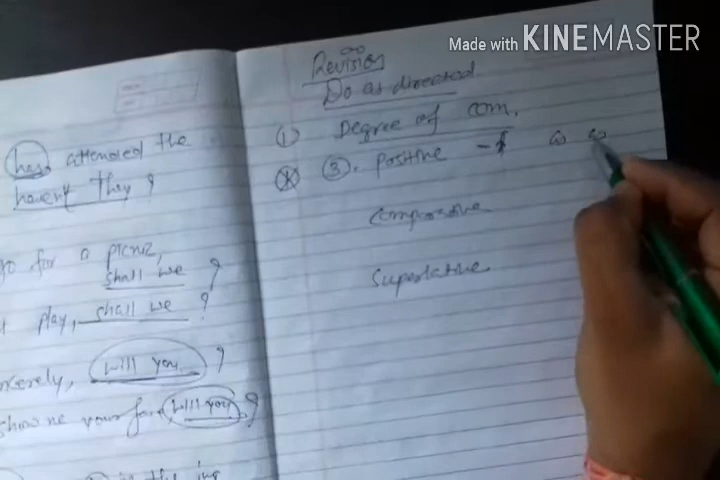 Made with KINEMASTER
has attended the
havent they ?
go for a picnic,
shall we ?
play, shall we ?
will you ?
show me your will you ?
Revision
Do as directed
① Degree of com.
③. Positive -
Comparative
Superlative